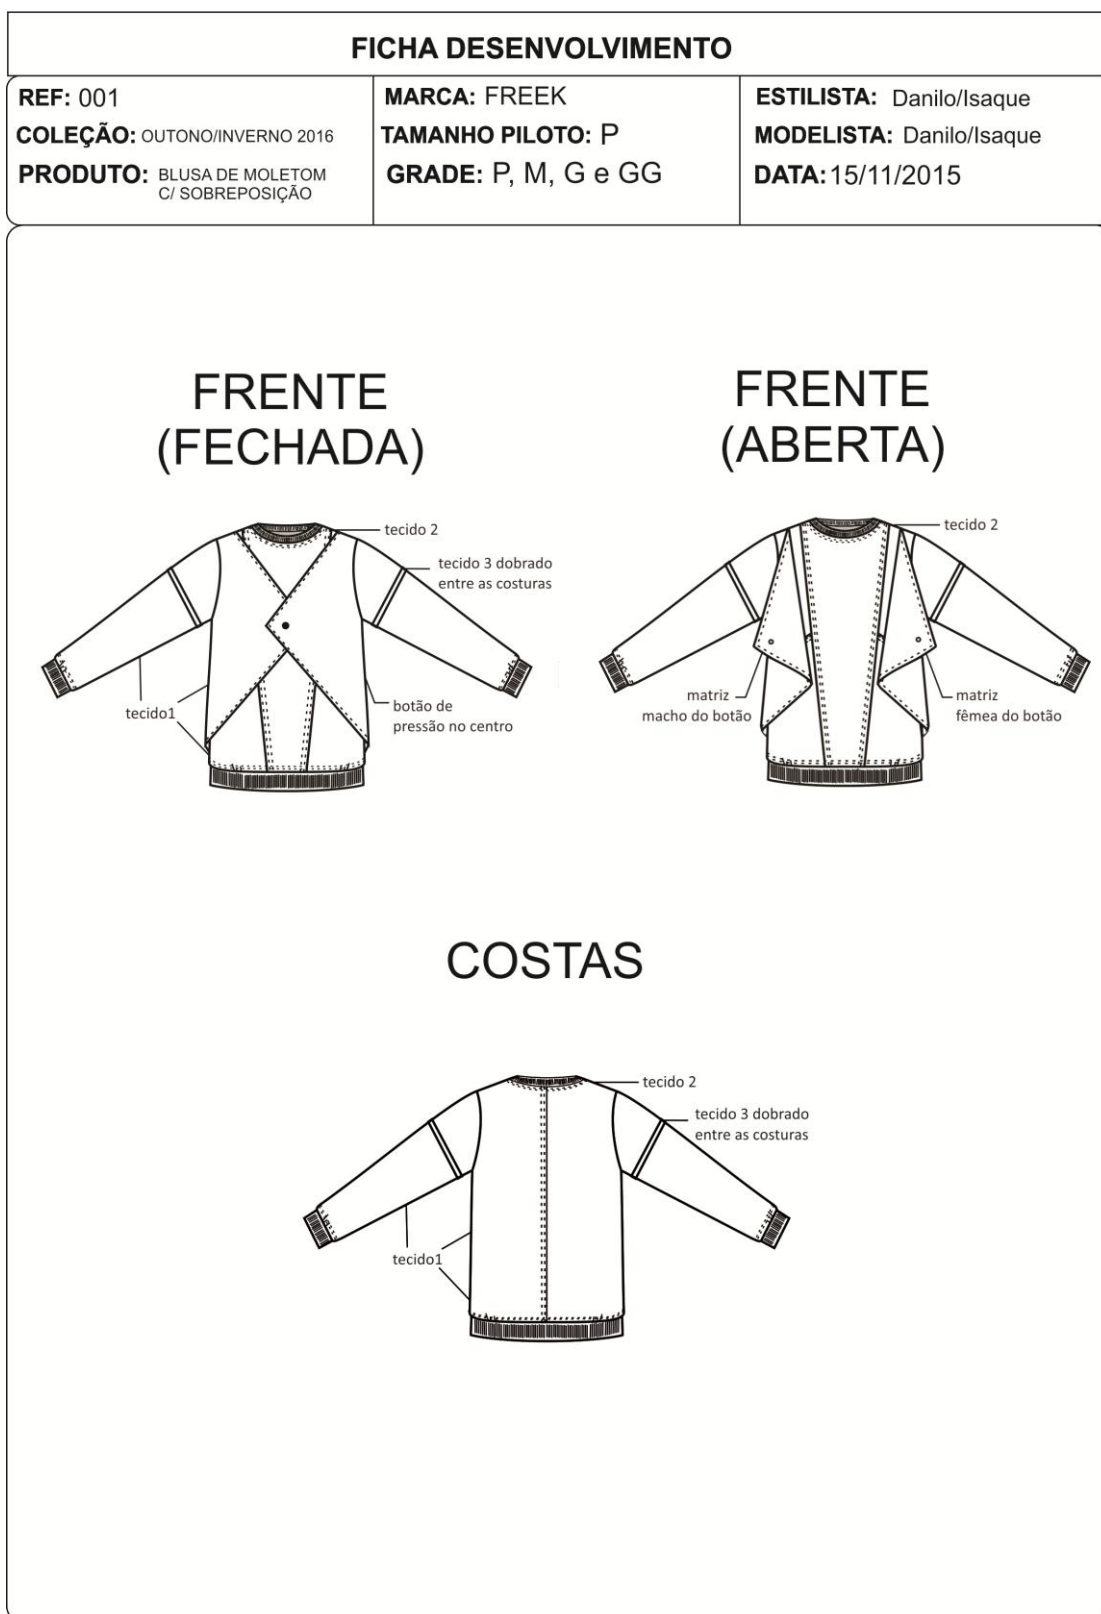 FICHA DESENVOLVIMENTO
REF: 001
COLEÇÃO: OUTONO/INVERNO 2016
PRODUTO: BLUSA DE MOLETOM
C/ SOBREPOSIÇÃO
MARCA: FREEK
TAMANHO PILOTO: P
GRADE: P, M, G e GG
ESTILISTA: Danilo/Isaque
MODELISTA: Danilo/Isaque
DATA: 15/11/2015
FRENTE
(FECHADA)
tecido 2
tecido 3 dobrado
entre as costuras
tecido1
botão de
pressão no centro
FRENTE
(ABERTA)
tecido 2
matriz
macho do botão
matriz
fêmea do botão
COSTAS
tecido 2
tecido 3 dobrado
entre as costuras
tecido1